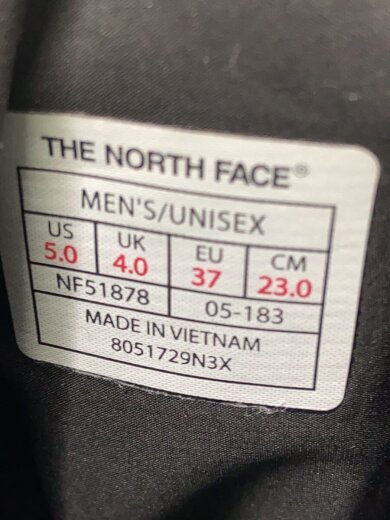 THE NORTH FACE®
MEN'S/UNISEX
US UK EU CM
5.0 4.0 37 23.0
NF51878 05-183
MADE IN VIETNAM
8051729N3X